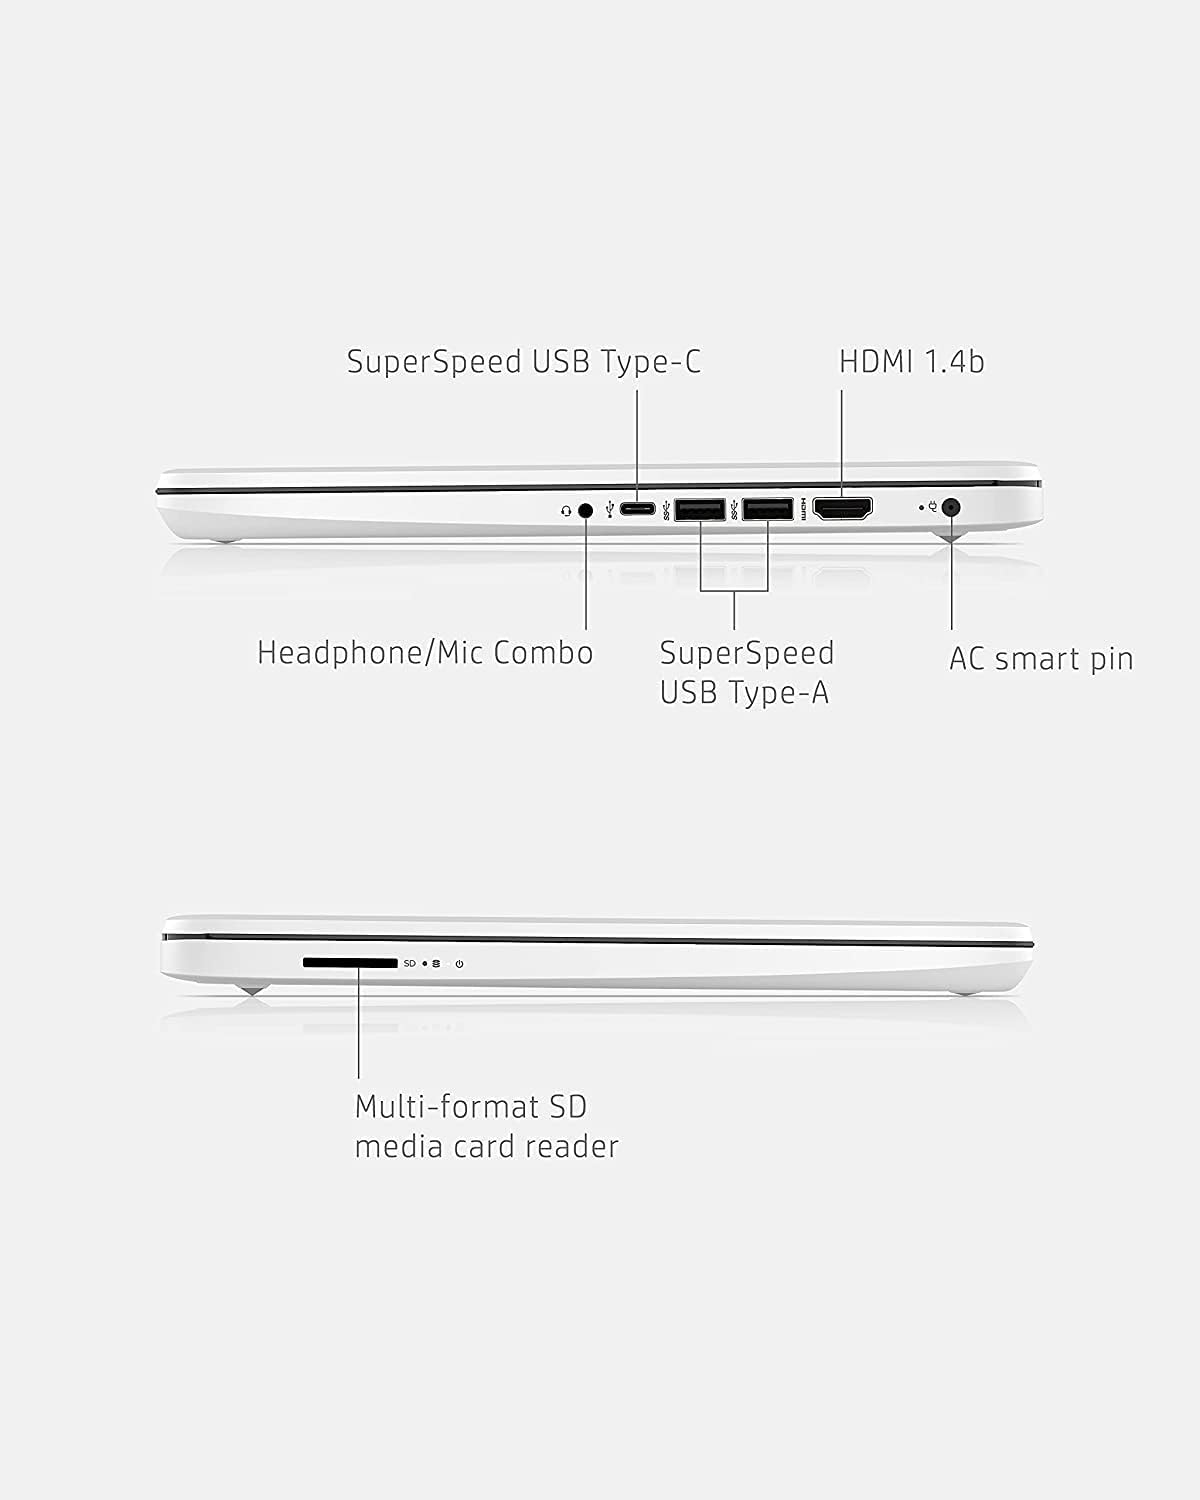 SuperSpeed USB Type-C
HDMI 1.4b
HDMI
Headphone/Mic Combo
SuperSpeed
USB Type-A
AC smart pin
SD
Multi-format SD
media card reader